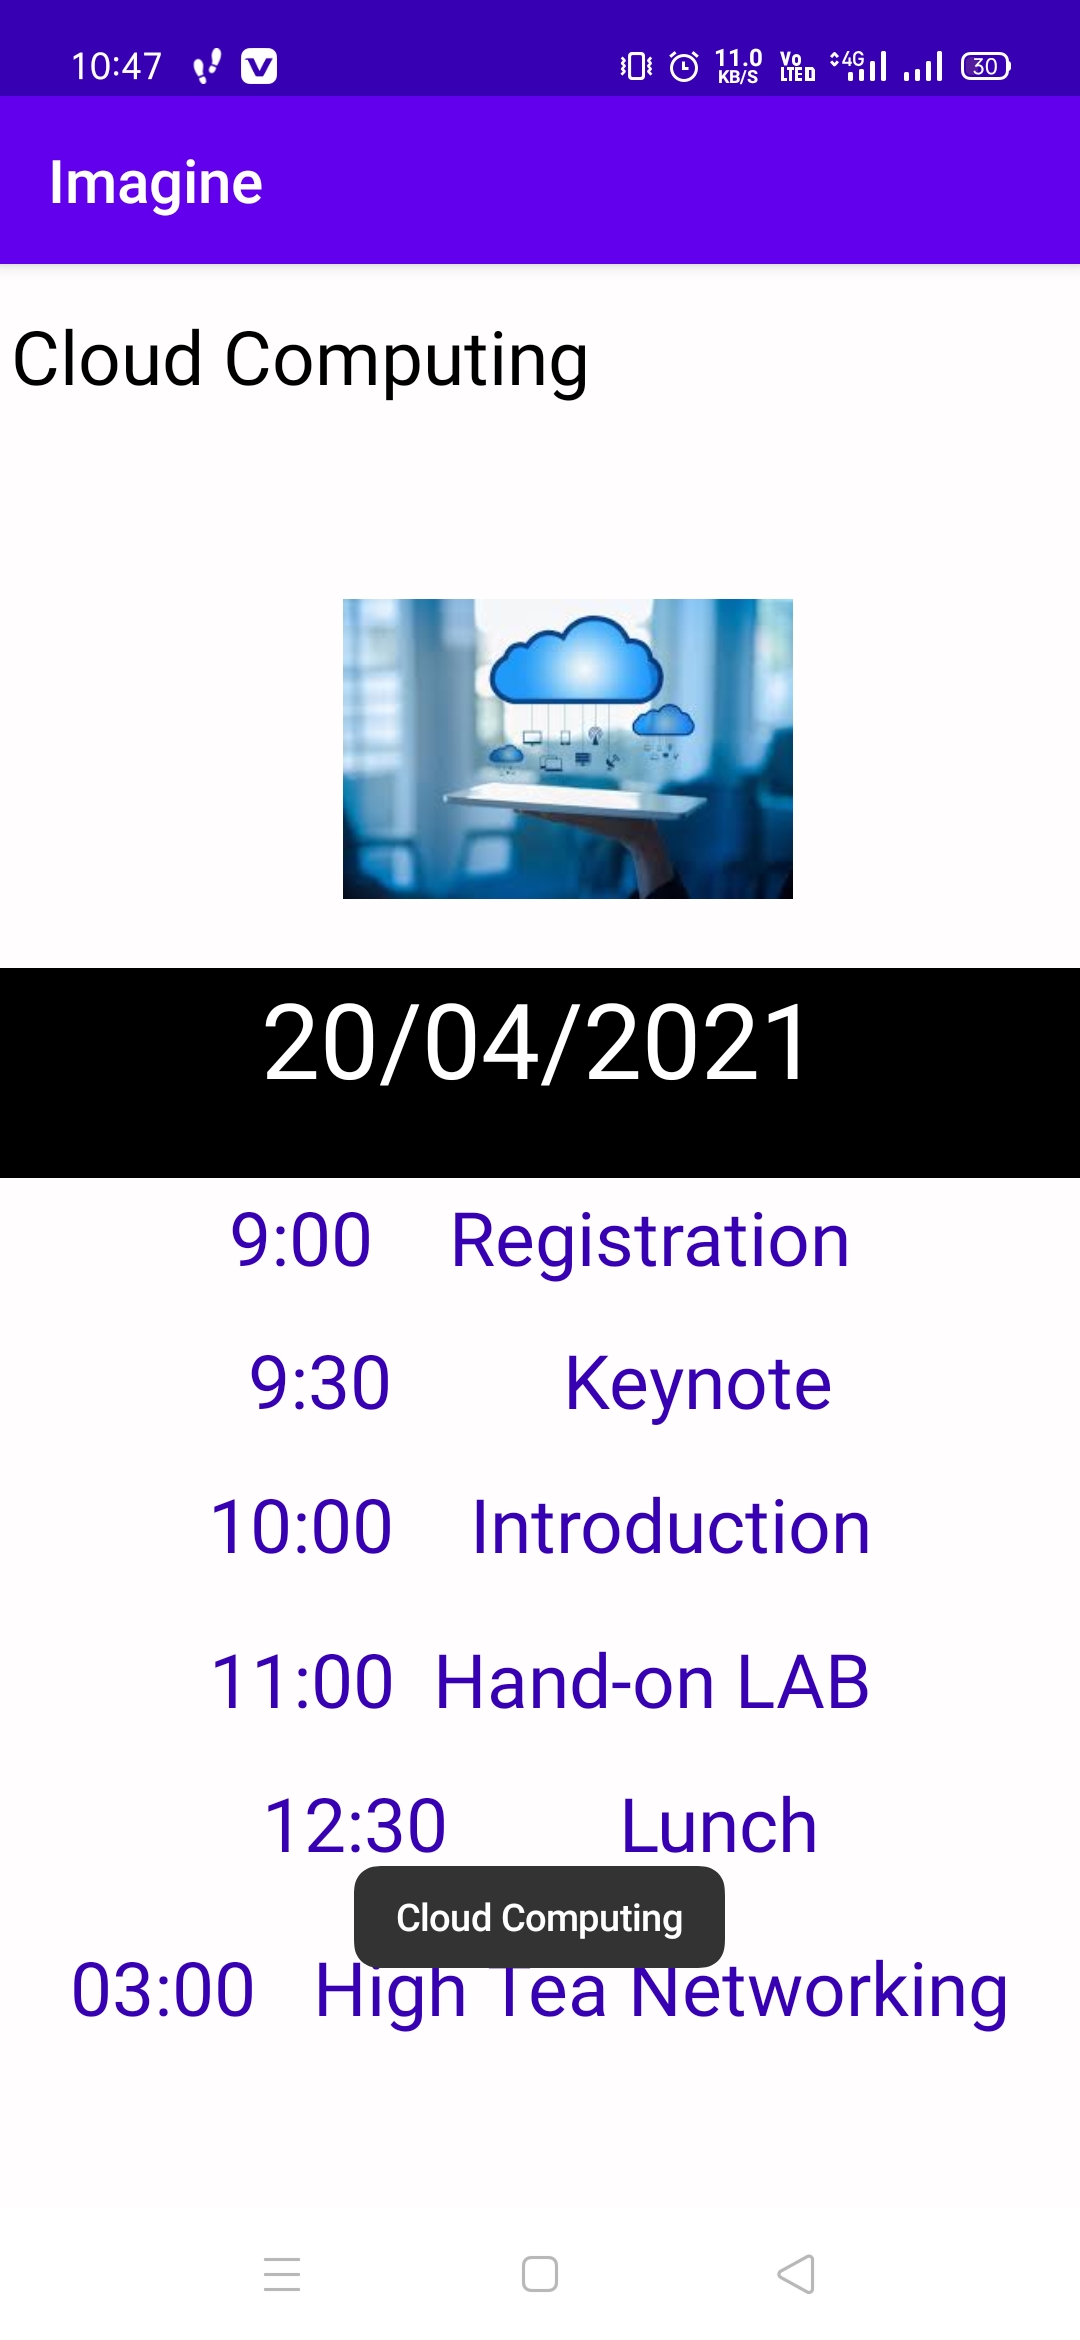 10:47 11.0 KB/S Vo LTE D 4G 30
Imagine
Cloud Computing
20/04/2021
9:00 Registration
9:30 Keynote
10:00 Introduction
11:00 Hand-on LAB
12:30 Lunch
Cloud Computing
03:00 High Tea Networking